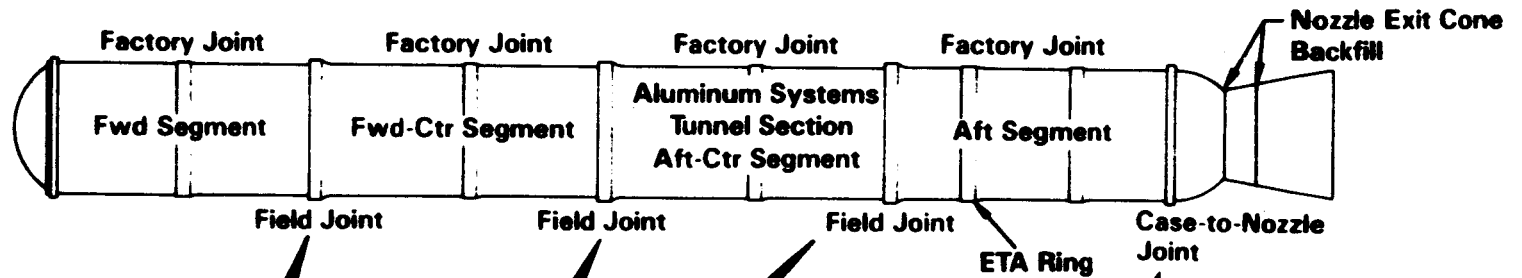 Nozzle Exit Cone
Backfill
Factory Joint
Factory Joint
Factory Joint
Factory Joint
Fwd Segment
Fwd-Ctr Segment
Aluminum Systems
Tunnel Section
Aft-Ctr Segment
Aft Segment
Field Joint
Field Joint
Field Joint
ETA Ring
Case-to-Nozzle
Joint